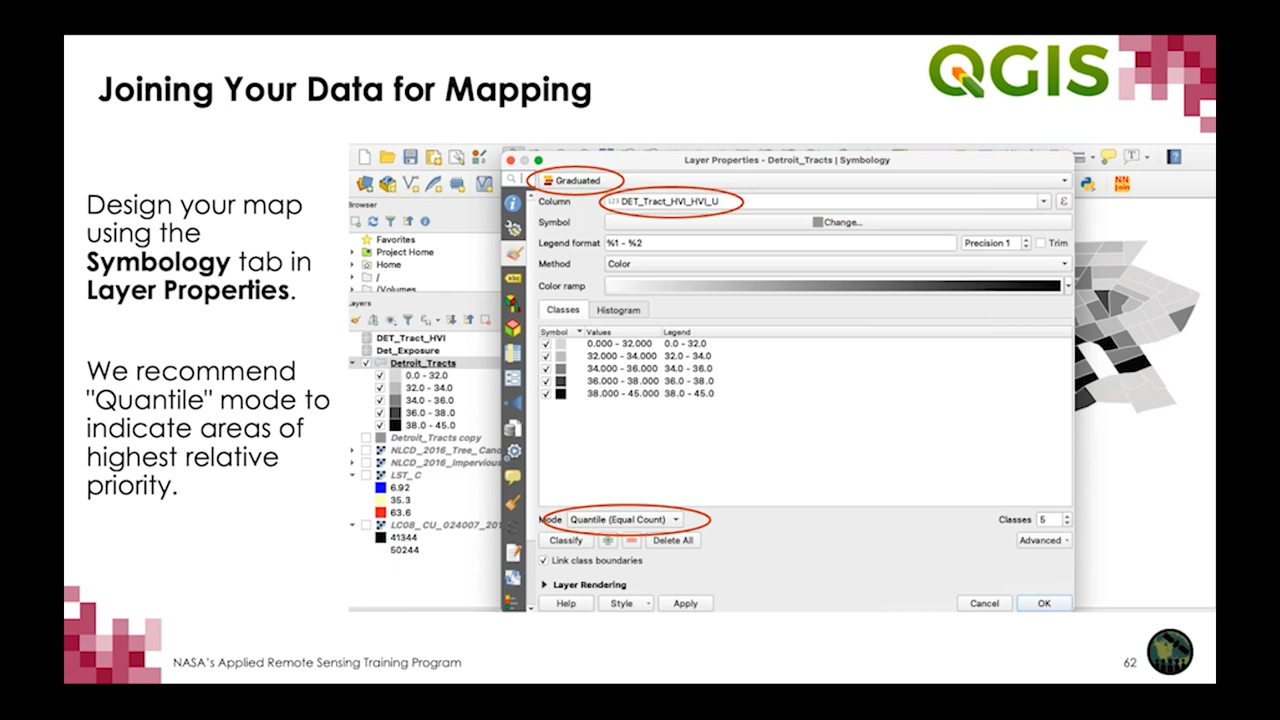 QGIS
Joining Your Data for Mapping
Design your map
using the
Symbology tab in
Layer Properties.
We recommend
"Quantile" mode to
indicate areas of
highest relative
priority.
Layer Properties - Detroit_Tracts | Symbology
Graduated
Column 123 DET_Tract_HVI_HVI_U
Symbol Change...
Legend format %1 - %2 Precision 1 Trim
Method Color
Color ramp
Classes Histogram
Symbol Values Legend
0.000 - 32.000 0.0 - 32.0
32.000 - 34.000 32.0 - 34.0
34.000 - 36.000 34.0 - 36.0
36.000 - 38.000 36.0 - 38.0
38.000 - 45.000 38.0 - 45.0
Mode Quantile (Equal Count) Classes 5
Classify Delete All Advanced
Link class boundaries
Layer Rendering
Help Style Apply Cancel OK
Browser
Favorites
Project Home
Home
/
/Volumes
Layers
DET_Tract_HVI
Det_Exposure
Detroit_Tracts
0.0 - 32.0
32.0 - 34.0
34.0 - 36.0
36.0 - 38.0
38.0 - 45.0
Detroit_Tracts copy
NLCD_2016_Tree_Cano
NLCD_2016_Impervious
LST_C
6.92
35.3
63.6
LC08_CU_024007_201
41344
50244
NN
join
NASA's Applied Remote Sensing Training Program
62